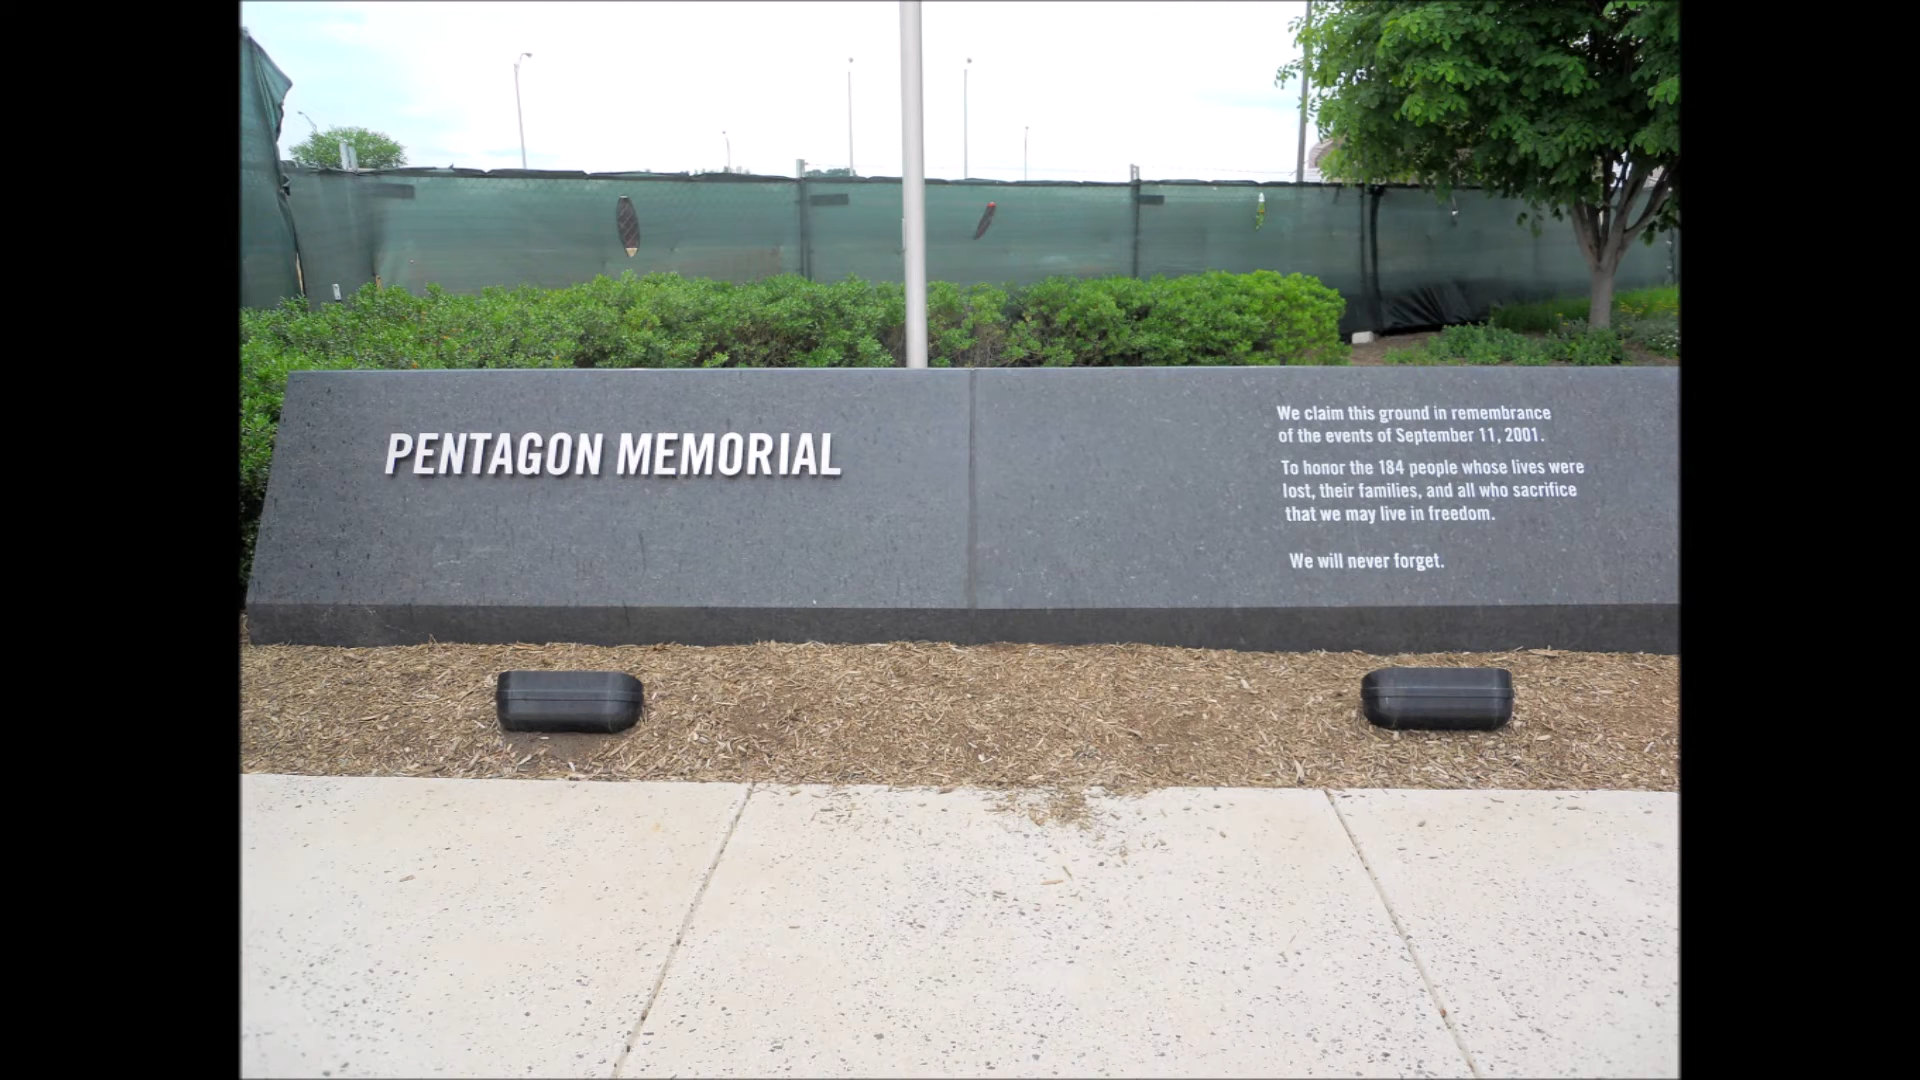 PENTAGON MEMORIAL
We claim this ground in remembrance
of the events of September 11, 2001.
To honor the 184 people whose lives were
lost, their families, and all who sacrifice
that we may live in freedom.
We will never forget.